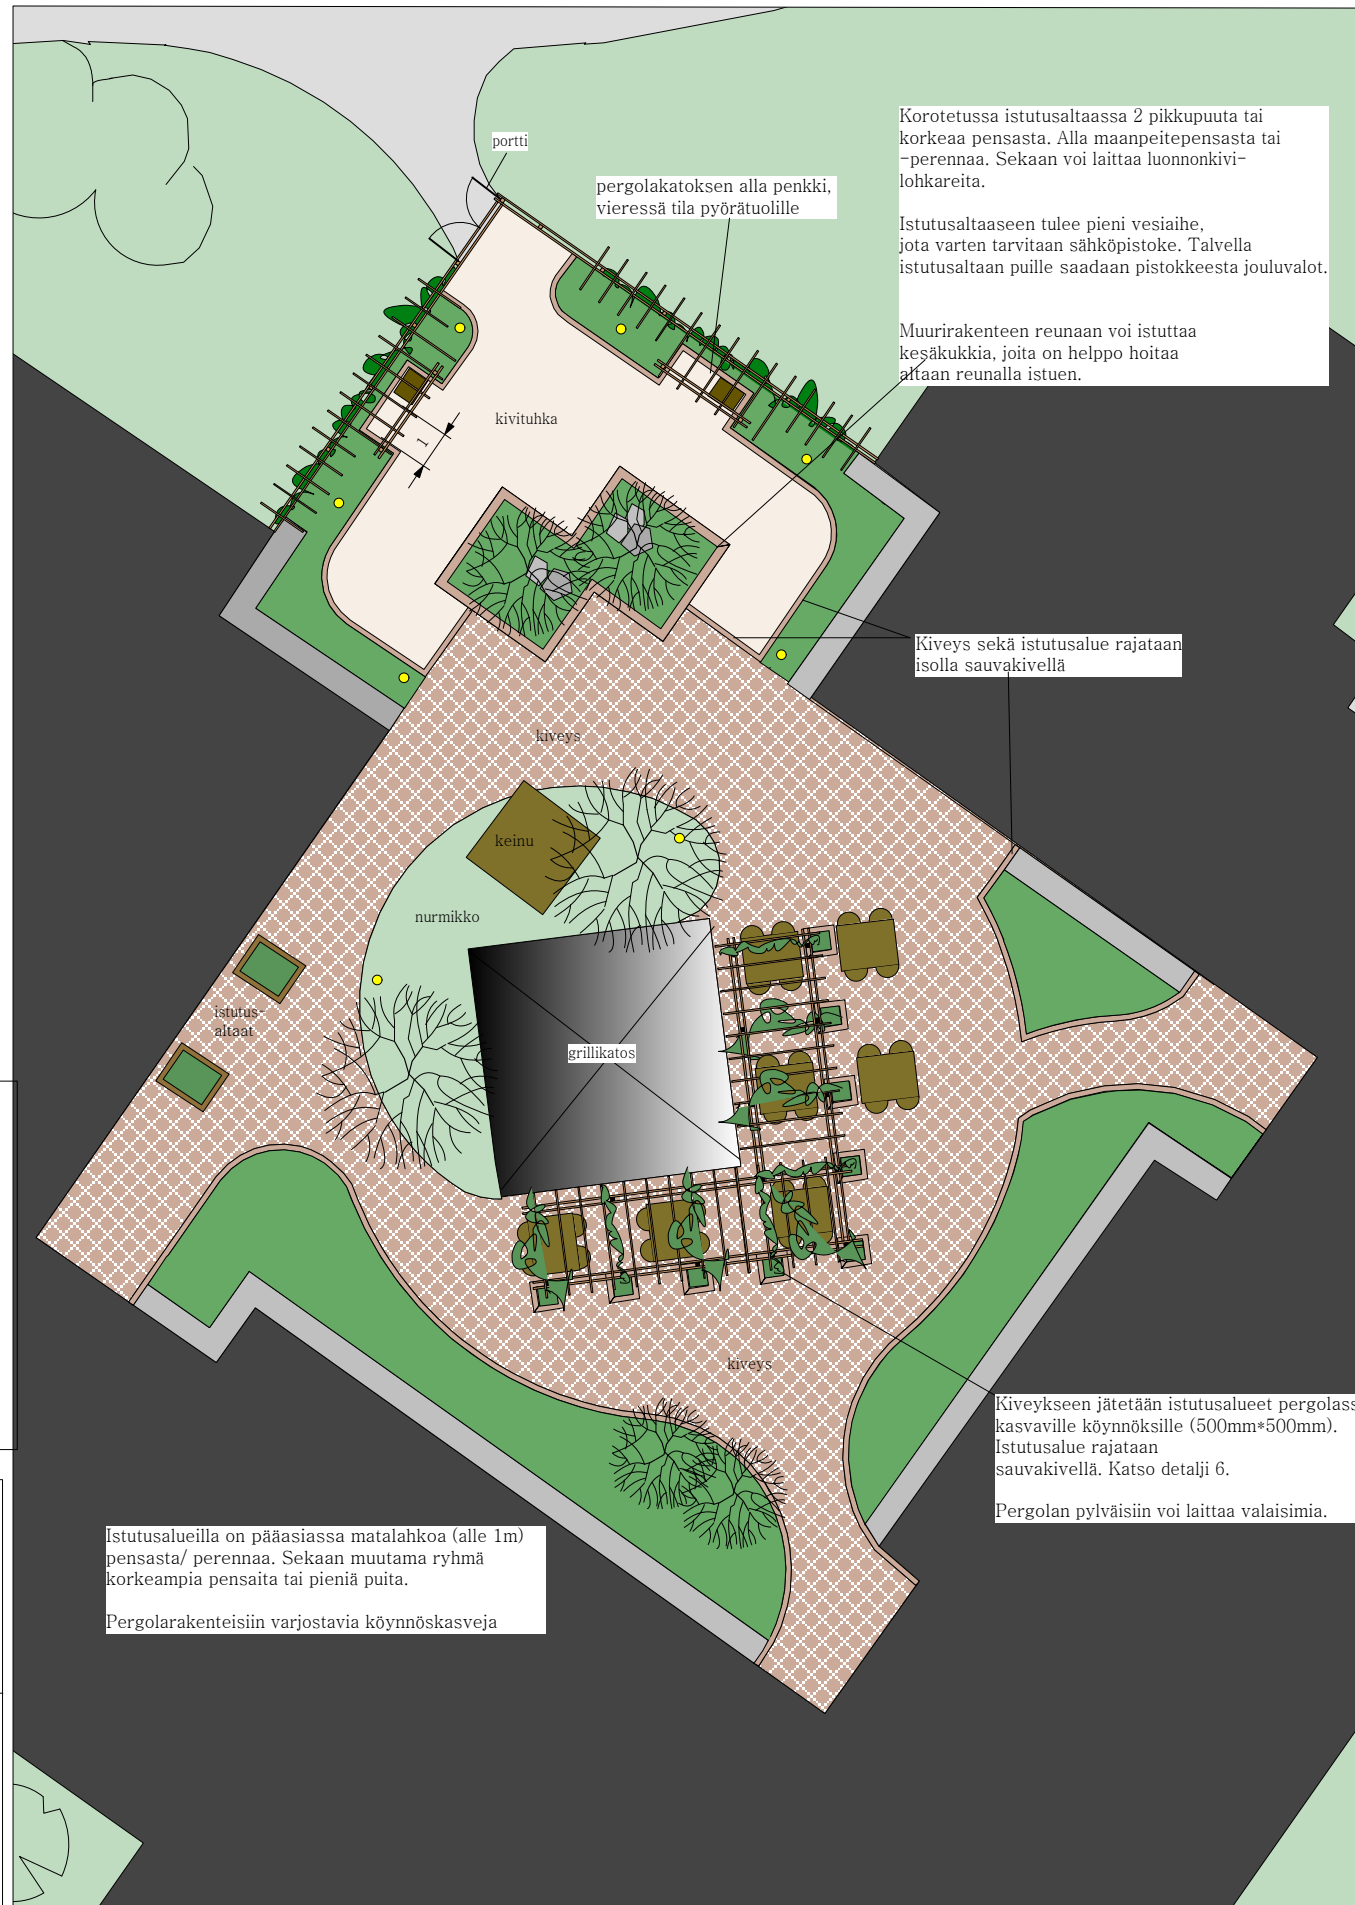 portti
pergolakatoksen alla penkki,
vieressä tila pyörätuolille
Korotetussa istutusaltaassa 2 pikkupuuta tai
korkeaa pensasta. Alla maanpeitepensasta tai
-perennaa. Sekaan voi laittaa luonnonkivi-
lohkareita.
Istutusaltaaseen tulee pieni vesiaihe,
jota varten tarvitaan sähköpistoke. Talvella
istutusaltaan puille saadaan pistokkeesta jouluvalot.
Muurirakenteen reunaan voi istuttaa
kesäkukkia, joita on helppo hoitaa
altaan reunalla istuen.
kivituhka
1
Kiveys sekä istutusalue rajataan
isolla sauvakivellä
kiveys
keinu
nurmikko
istutus-
altaat
grillikatos
kiveys
Kiveykseen jätetään istutusalueet pergolass
kasvaville köynnöksille (500mm*500mm).
Istutusalue rajataan
sauvakivellä. Katso detalji 6.
Pergolan pylväisiin voi laittaa valaisimia.
Istutusalueilla on pääasiassa matalahkoa (alle 1m)
pensasta/ perennaa. Sekaan muutama ryhmä
korkeampia pensaita tai pieniä puita.
Pergolarakenteisiin varjostavia köynnöskasveja